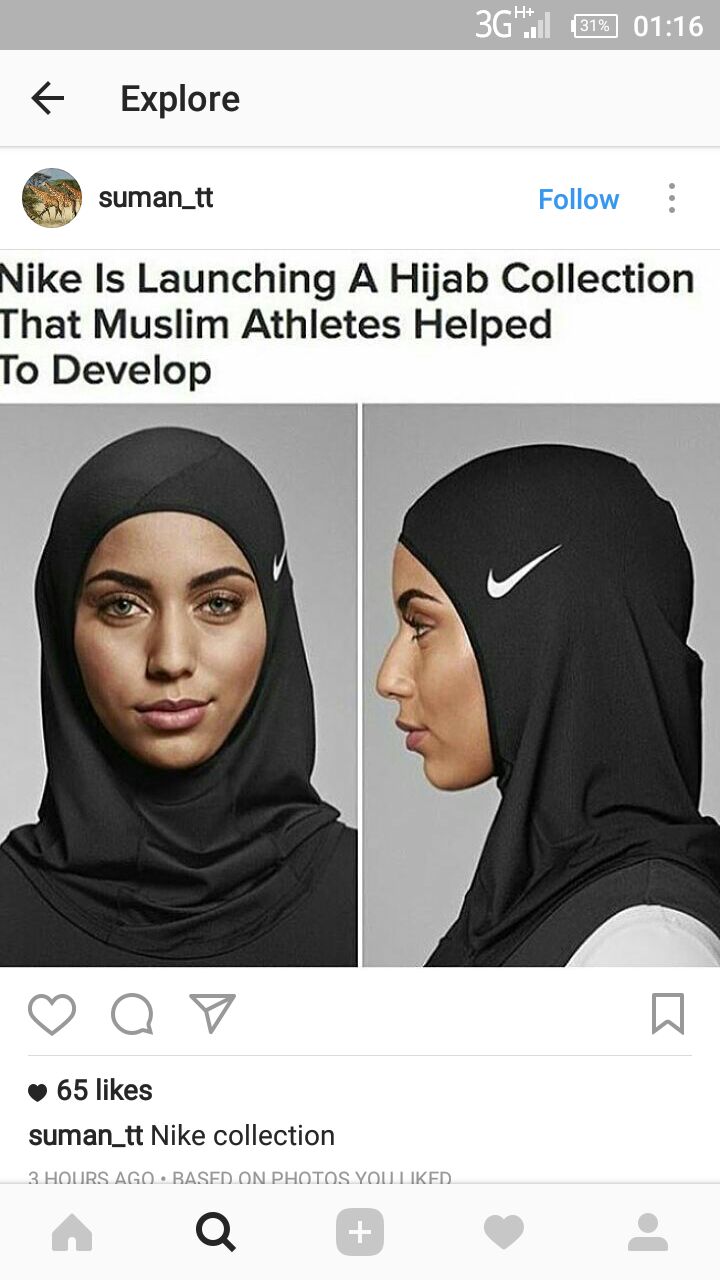 3G H+ 31% 01:16
Explore
suman_tt Follow
Nike Is Launching A Hijab Collection
That Muslim Athletes Helped
To Develop
65 likes
suman_tt Nike collection
3 HOURS AGO • BASED ON PHOTOS YOU LIKED